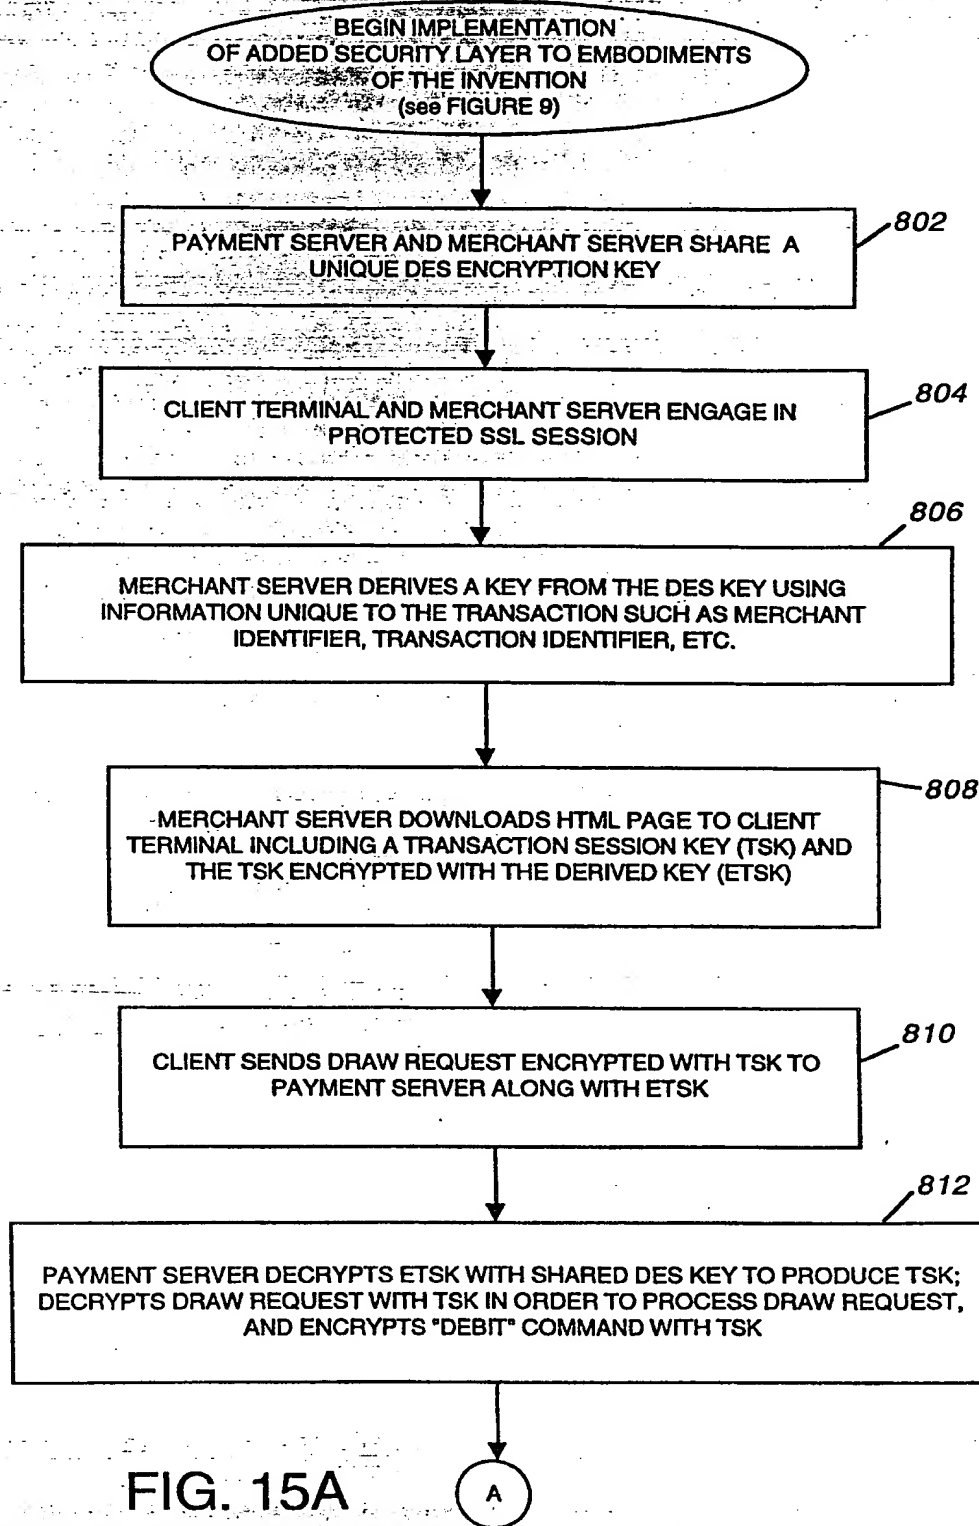 BEGIN IMPLEMENTATION
OF ADDED SECURITY LAYER TO EMBODIMENTS
OF THE INVENTION
(see FIGURE 9)
802
PAYMENT SERVER AND MERCHANT SERVER SHARE A
UNIQUE DES ENCRYPTION KEY
804
CLIENT TERMINAL AND MERCHANT SERVER ENGAGE IN
PROTECTED SSL SESSION
806
MERCHANT SERVER DERIVES A KEY FROM THE DES KEY USING
INFORMATION UNIQUE TO THE TRANSACTION SUCH AS MERCHANT
IDENTIFIER, TRANSACTION IDENTIFIER, ETC.
808
MERCHANT SERVER DOWNLOADS HTML PAGE TO CLIENT
TERMINAL INCLUDING A TRANSACTION SESSION KEY (TSK) AND
THE TSK ENCRYPTED WITH THE DERIVED KEY (ETSK)
810
CLIENT SENDS DRAW REQUEST ENCRYPTED WITH TSK TO
PAYMENT SERVER ALONG WITH ETSK
812
PAYMENT SERVER DECRYPTS ETSK WITH SHARED DES KEY TO PRODUCE TSK;
DECRYPTS DRAW REQUEST WITH TSK IN ORDER TO PROCESS DRAW REQUEST,
AND ENCRYPTS "DEBIT" COMMAND WITH TSK
A
FIG. 15A